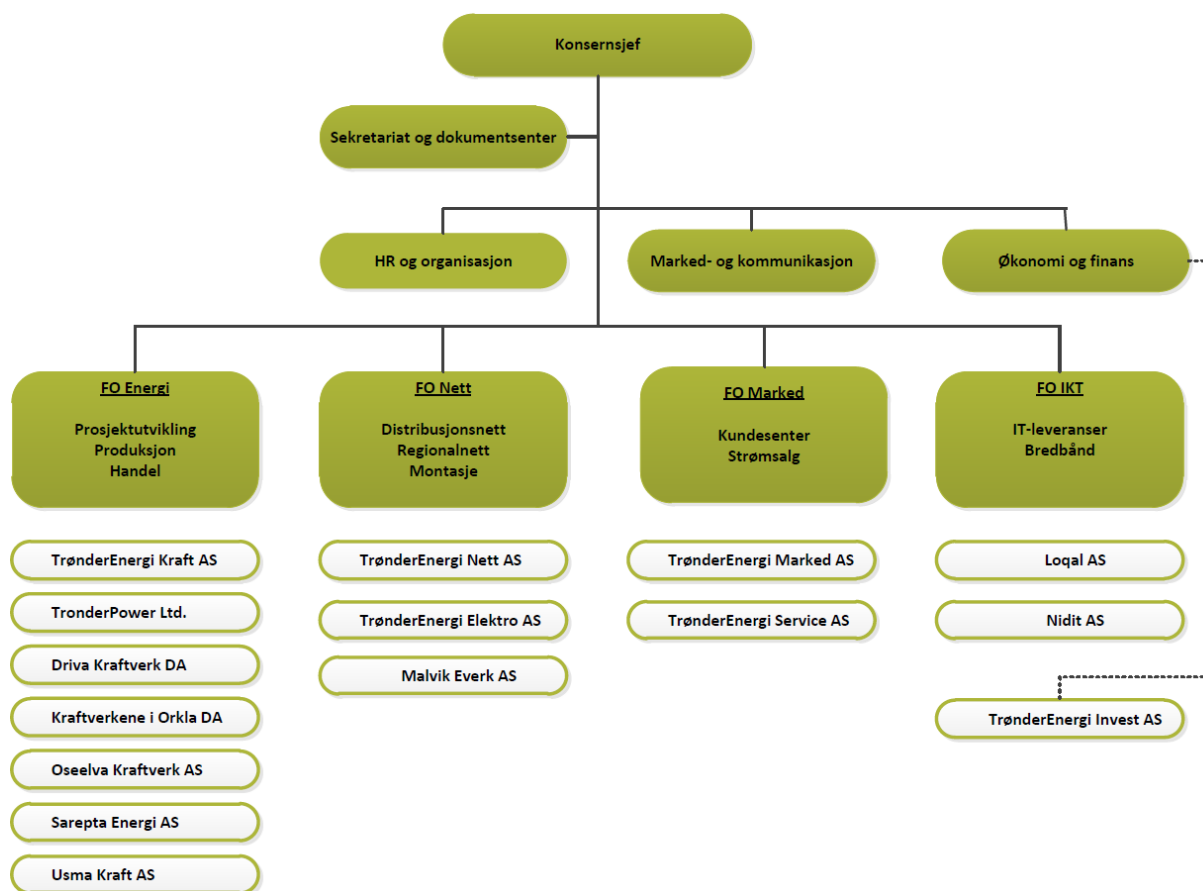 Konsernsjef
Sekretariat og dokumentsenter
HR og organisasjon
Marked- og kommunikasjon
Økonomi og finans
FO Energi
Prosjektutvikling
Produksjon
Handel
FO Nett
Distribusjonsnett
Regionalnett
Montasje
FO Marked
Kundesenter
Strømsalg
FO IKT
IT-leveranser
Bredbånd
TrønderEnergi Kraft AS
TronderPower Ltd.
Driva Kraftverk DA
Kraftverkene i Orkla DA
Oseelva Kraftverk AS
Sarepta Energi AS
Usma Kraft AS
TrønderEnergi Nett AS
TrønderEnergi Elektro AS
Malvik Everk AS
TrønderEnergi Marked AS
TrønderEnergi Service AS
Loqal AS
Nidit AS
TrønderEnergi Invest AS